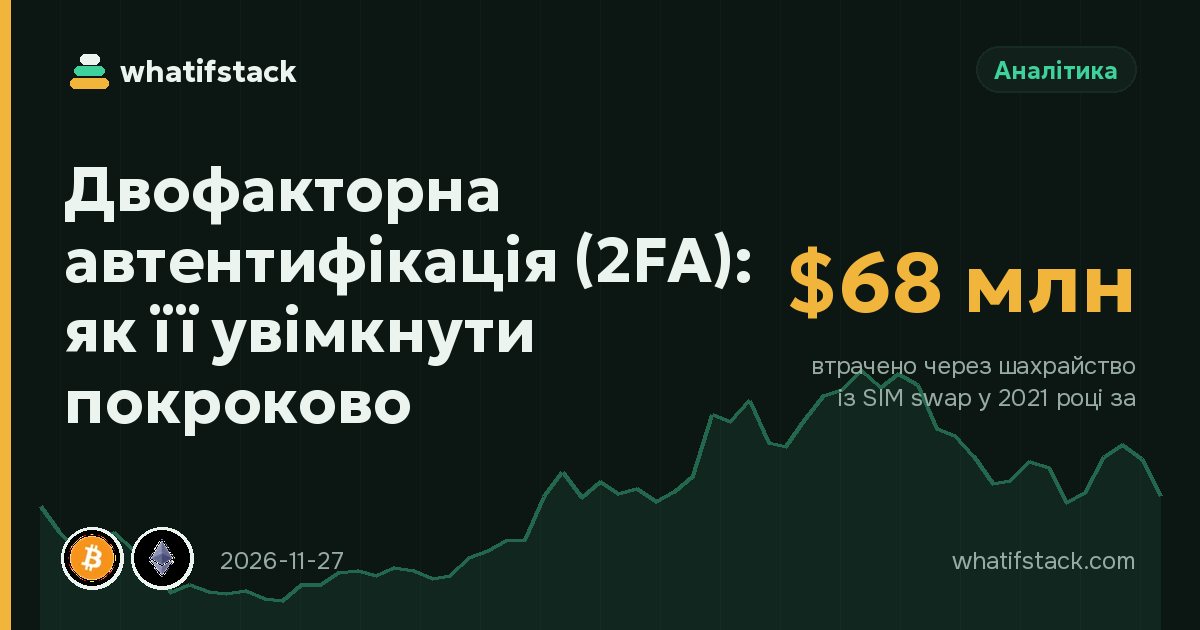 whatifstack
Аналітика
Двофакторна
автентифікація (2FA):
як її увімкнути
покроково
$68 млн
втрачено через шахрайство
із SIM swap у 2021 році за
2026-11-27
whatifstack.com